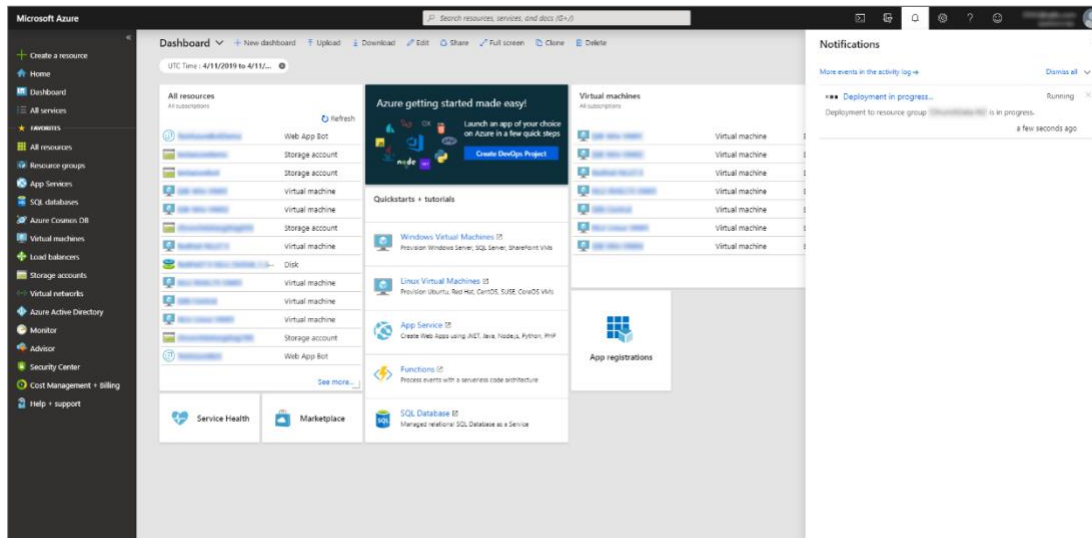 Microsoft Azure
Search resources, services, and docs (G+/)
«
Create a resource
Home
Dashboard
All services
FAVORITES
All resources
Resource groups
App Services
SQL databases
Azure Cosmos DB
Virtual machines
Load balancers
Storage accounts
Virtual networks
Azure Active Directory
Monitor
Advisor
Security Center
Cost Management + Billing
Help + support
Dashboard + New dashboard Upload Download Edit Share Full screen Clone Delete
UTC Time : 4/11/2019 to 4/11/...
All resources
All subscriptions
Refresh
Web App Bot
Storage account
Storage account
Virtual machine
Virtual machine
Storage account
Virtual machine
Disk
Virtual machine
Virtual machine
Virtual machine
Storage account
Web App Bot
See more...
Service Health
Marketplace
Azure getting started made easy!
Launch an app of your choice
on Azure in a few quick steps
Create DevOps Project
node
Quickstarts + tutorials
Windows Virtual Machines
Provision Windows Server, SQL Server, SharePoint VMs
Linux Virtual Machines
Provision Ubuntu, Red Hat, CentOS, SUSE, CoreOS VMs
App Service
Create Web Apps using .NET, Java, Node.js, Python, PHP
Functions
Process events with a serverless code architecture
SQL
SQL Database
Managed relational SQL Database as a Service
Virtual machines
All subscriptions
Virtual machine
Virtual machine
Virtual machine
Virtual machine
Virtual machine
Virtual machine
Virtual machine
App registrations
Notifications
More events in the activity log →
Dismiss all
Deployment in progress... Running
Deployment to resource group is in progress.
a few seconds ago